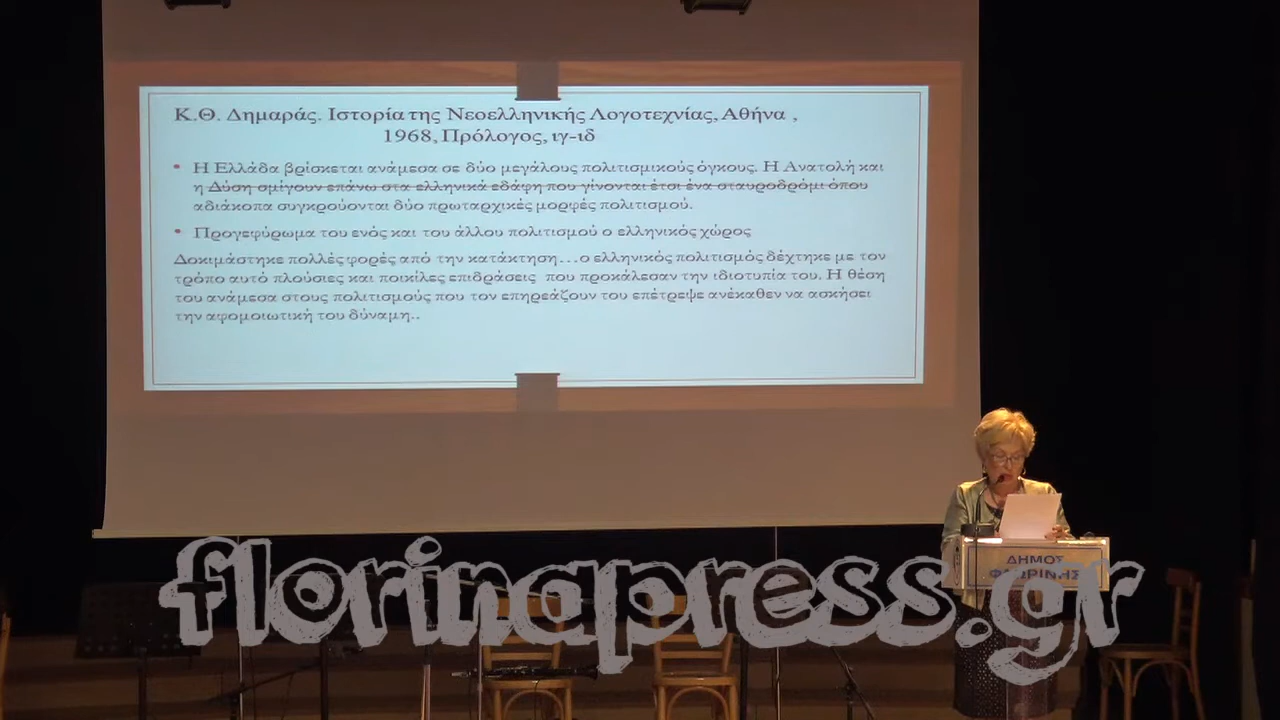 Κ.Θ. Δημαράς. Ιστορία της Νεοελληνικής Λογοτεχνίας, Αθήνα ,
1968, Πρόλογος, ιγ-ιδ
• Η Ελλάδα βρίσκεται ανάμεσα σε δύο μεγάλους πολιτισμικούς όγκους. Η Ανατολή και
η Δύση σμίγουν επάνω στα ελληνικά εδάφη που γίνονται έτσι ένα σταυροδρόμι όπου
αδιάκοπα συγκρούονται δύο πρωταρχικές μορφές πολιτισμού.
• Προγεφύρωμα του ενός και του άλλου πολιτισμού ο ελληνικός χώρος
Δοκιμάστηκε πολλές φορές από την κατάκτηση…ο ελληνικός πολιτισμός δέχτηκε με τον
τρόπο αυτό πλούσιες και ποικίλες επιδράσεις που προκάλεσαν την ιδιοτυπία του. Η θέση
του ανάμεσα στους πολιτισμούς που τον επηρεάζουν του επέτρεψε ανέκαθεν να ασκήσει
την αφομοιωτική του δύναμη..
ΔΗΜΟΣ
ΦΛΩΡΙΝΗΣ
florinapress.gr